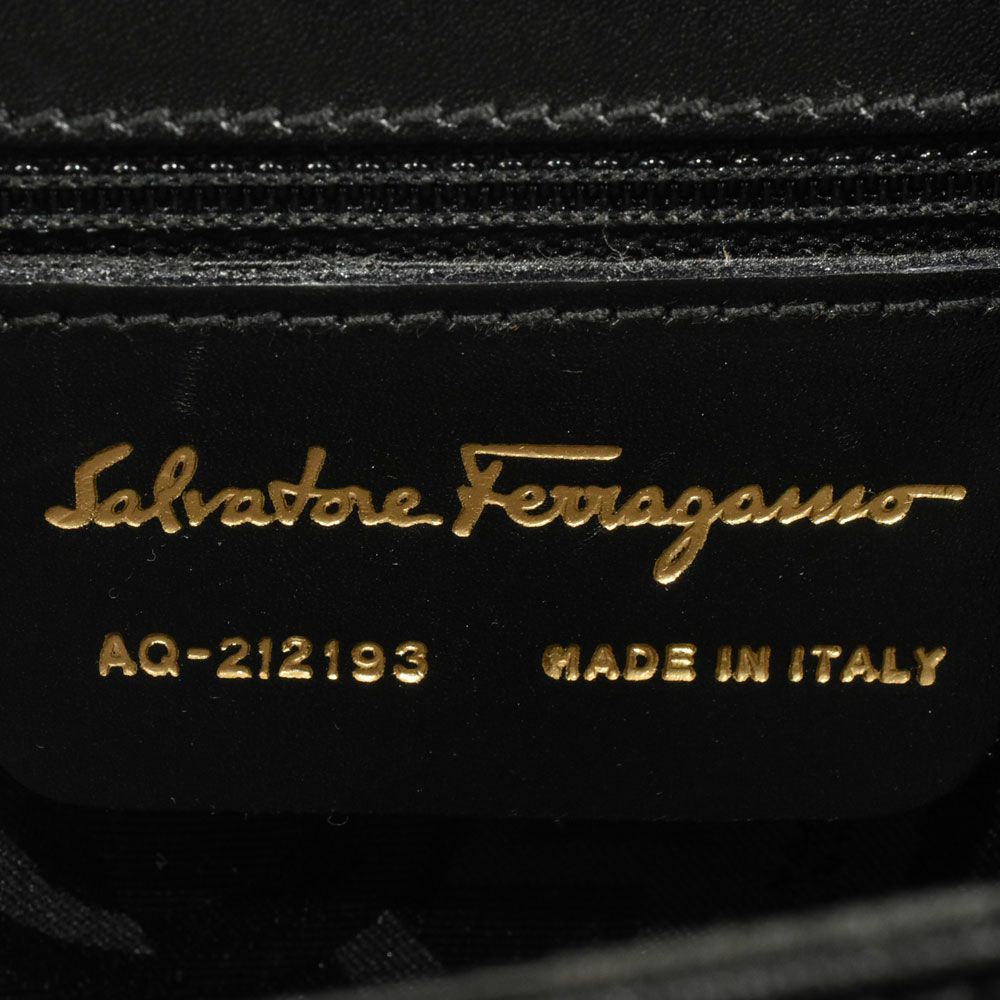 Salvatore Ferragamo
AQ-212193 MADE IN ITALY